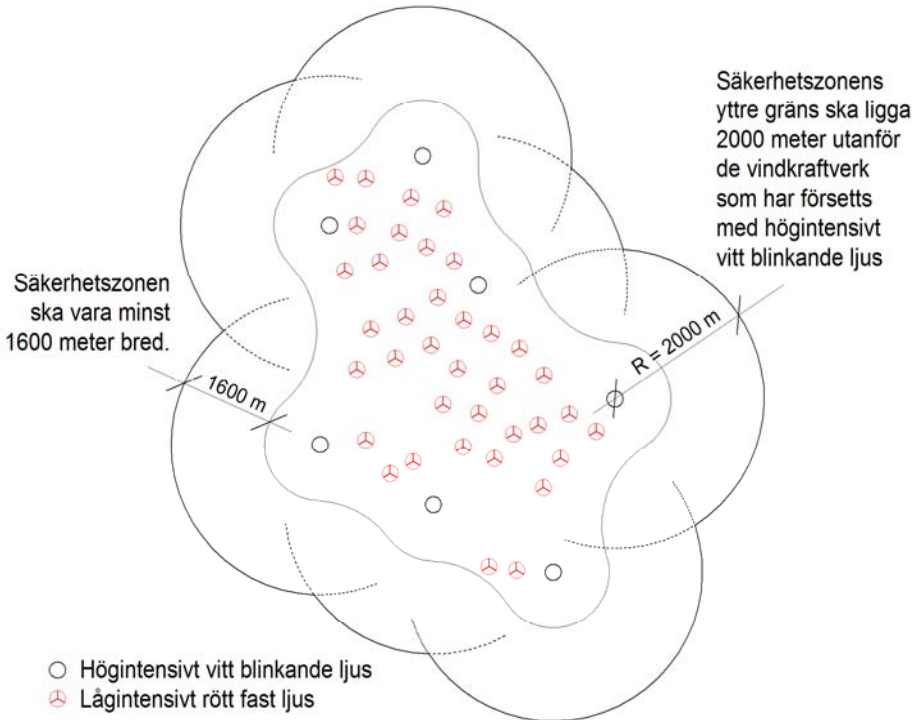 Säkerhetszonens
yttre gräns ska ligga
2000 meter utanför
de vindkraftverk
som har försetts
med högintensivt
vitt blinkande ljus
Säkerhetszonen
ska vara minst
1600 meter bred.
R = 2000 m
1600 m
Högintensivt vitt blinkande ljus
Lågintensivt rött fast ljus